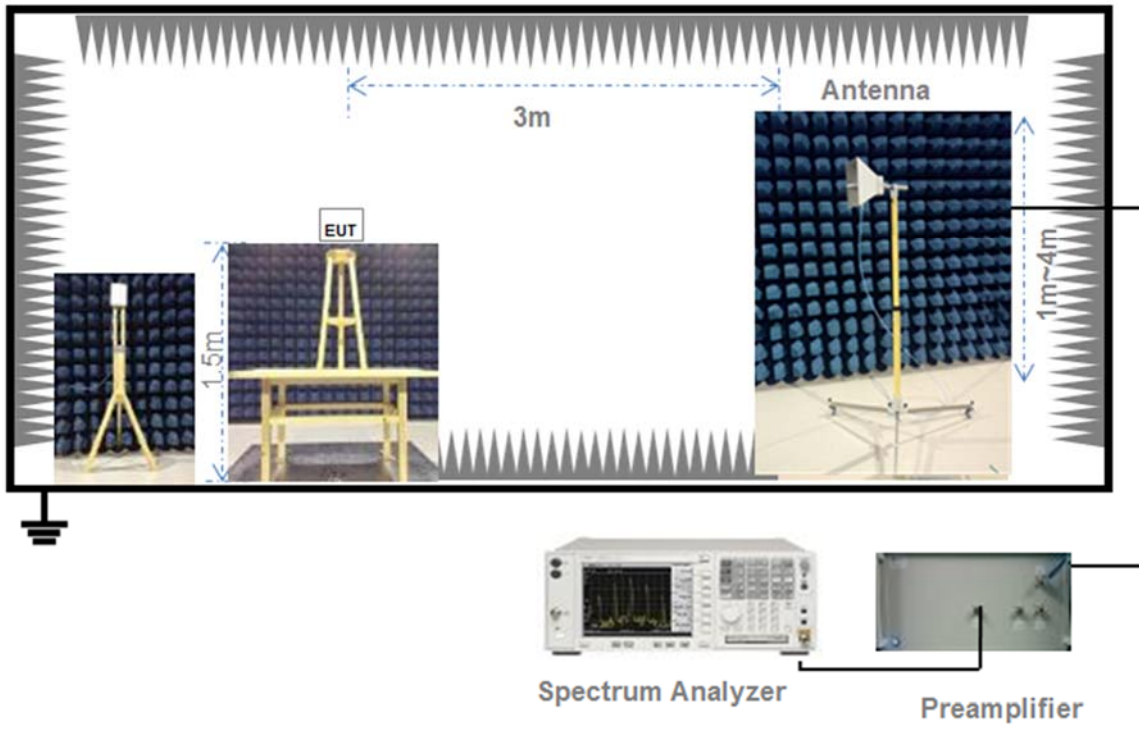 Antenna
3m
EUT
1.5m
1m~4m
Spectrum Analyzer
Preamplifier